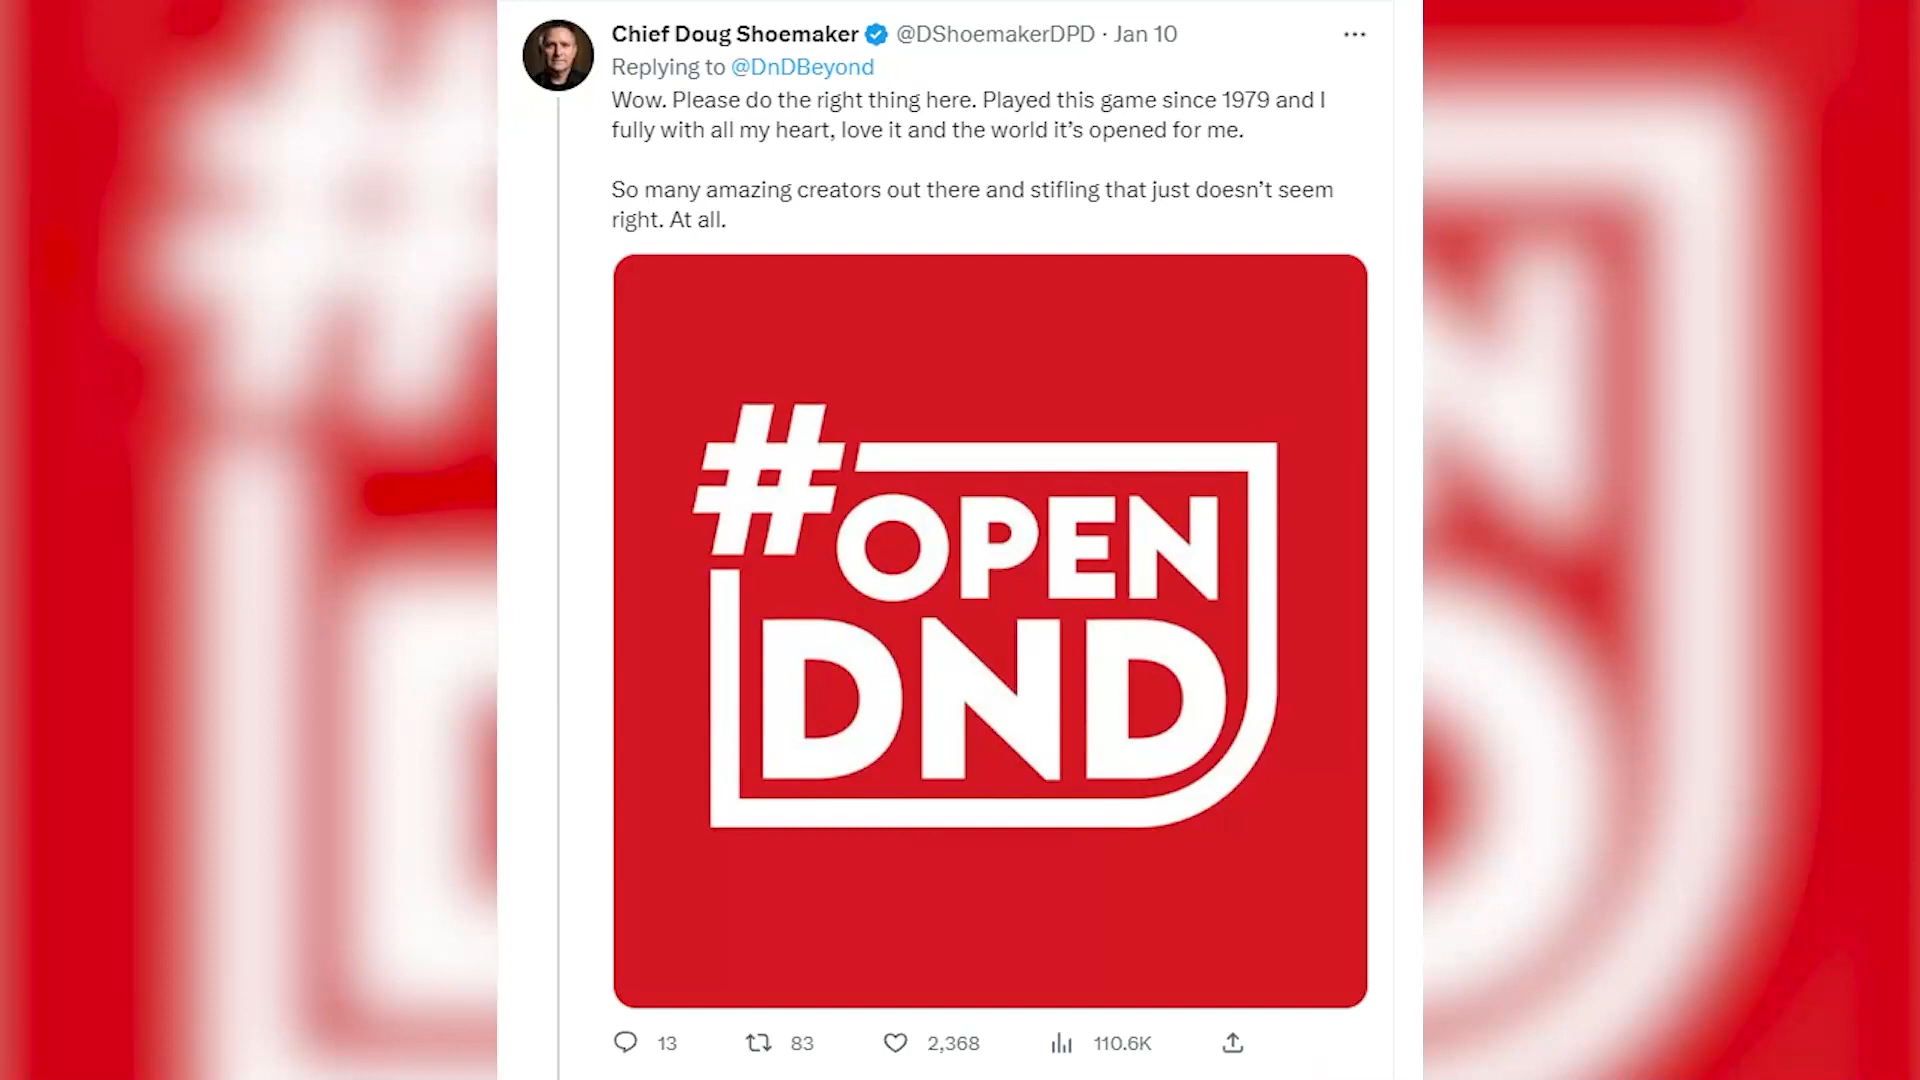 Chief Doug Shoemaker @DShoemakerDPD · Jan 10
Replying to @DnDBeyond
Wow. Please do the right thing here. Played this game since 1979 and I
fully with all my heart, love it and the world it’s opened for me.
So many amazing creators out there and stifling that just doesn’t seem
right. At all.
#OPEN
DND
13 83 2,368 110.6K